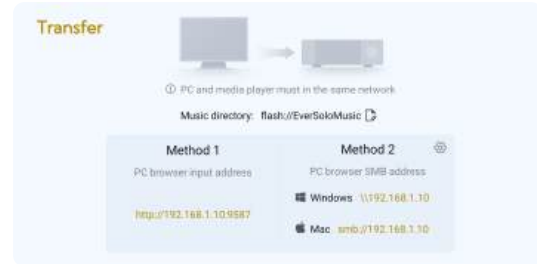 Transfer
PC and media player must in the same network
Music directory: flash://EverSoloMusic
Method 1
PC browser input address
http://192.168.1.10:9587
Method 2
PC browser SMB address
Windows \\192.168.1.10
Mac smb://192.168.1.10